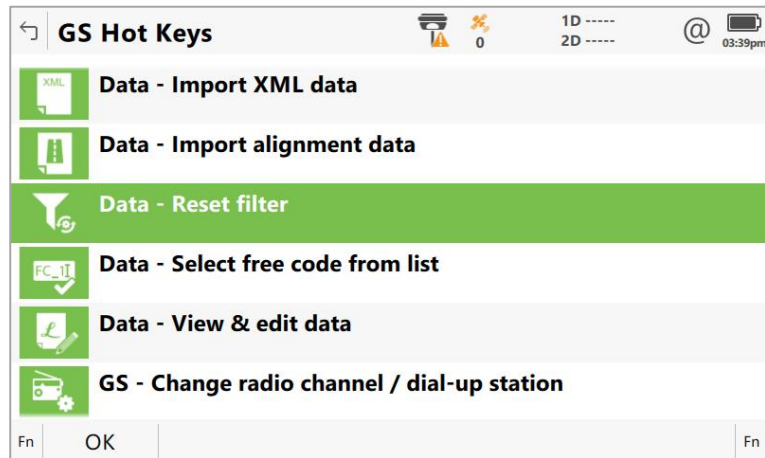 GS Hot Keys
0
1D -----
2D -----
@
03:39pm
XML
Data - Import XML data
Data - Import alignment data
Data - Reset filter
FC_1
Data - Select free code from list
Data - View & edit data
GS - Change radio channel / dial-up station
Fn
OK
Fn